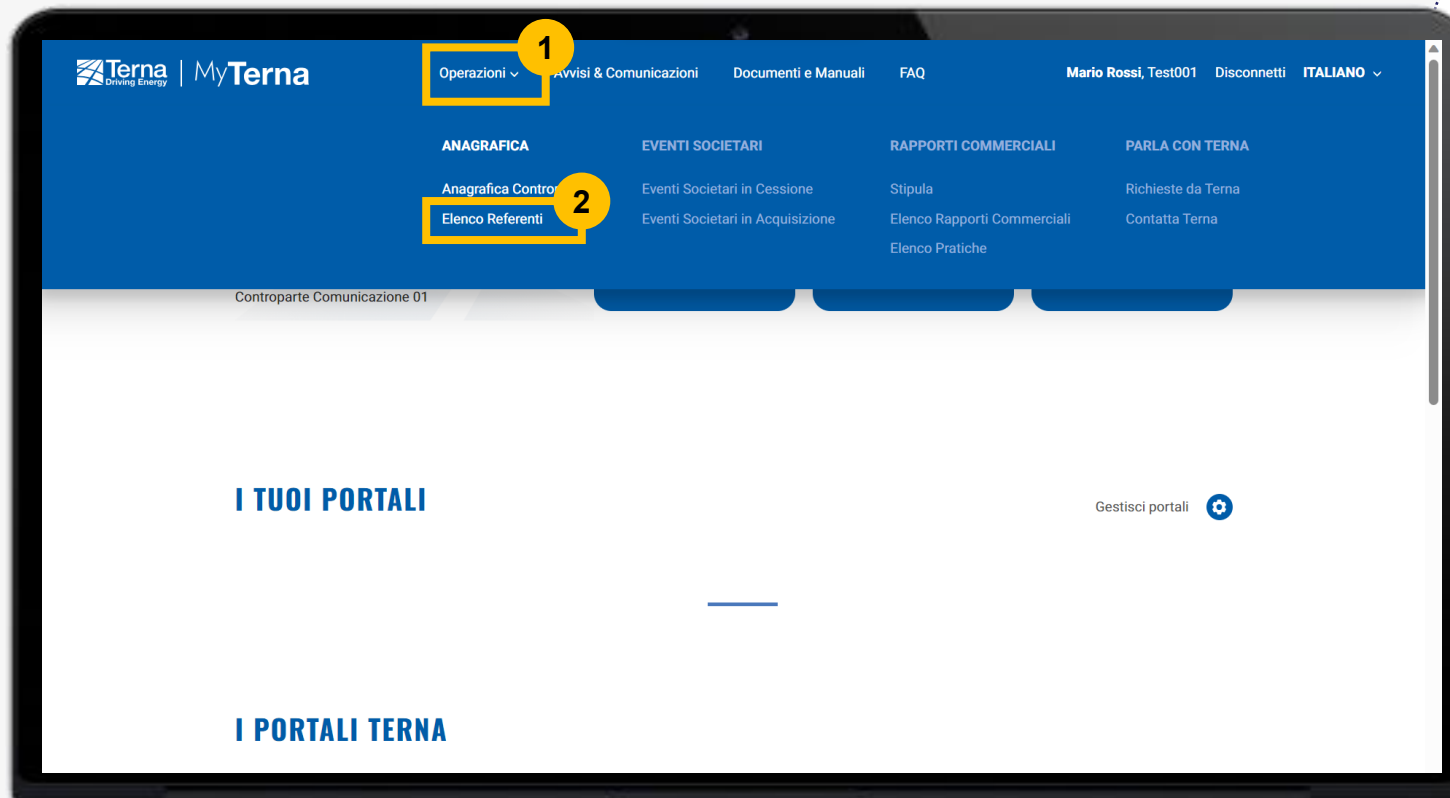 Terna
Driving Energy
MyTerna
Operazioni
1
Avvisi & Comunicazioni
Documenti e Manuali
FAQ
Mario Rossi, Test001
Disconnetti
ITALIANO
ANAGRAFICA
EVENTI SOCIETARI
RAPPORTI COMMERCIALI
PARLA CON TERNA
Anagrafica
2
Eventi Societari in Cessione
Stipula
Richieste da Terna
Elenco Referenti
Eventi Societari in Acquisizione
Elenco Rapporti Commerciali
Contatta Terna
Elenco Pratiche
Controparte Comunicazione 01
I TUOI PORTALI
Gestisci portali
I PORTALI TERNA